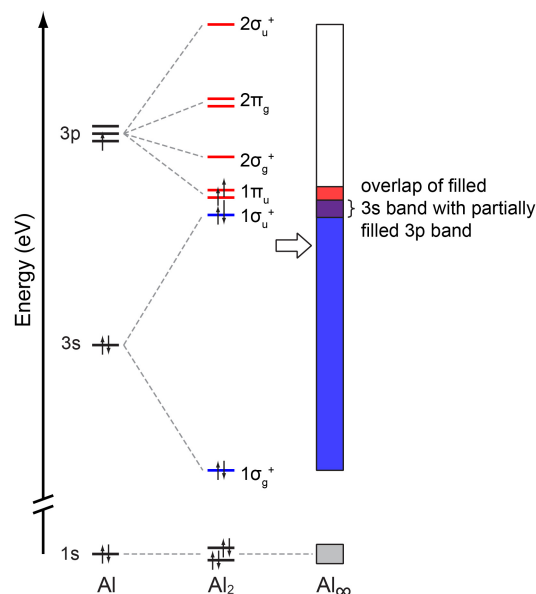 2σu+
2πg
3p
2σg+
1πu
1σu+
overlap of filled
3s band with partially
filled 3p band
Energy (eV)
3s
1σg+
1s
Al
Al2
Al∞